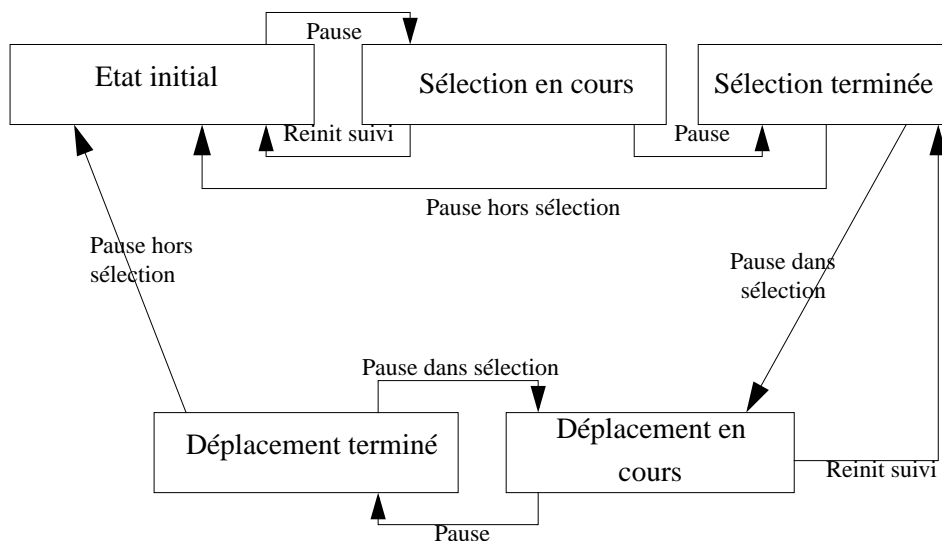 Pause
Etat initial
Sélection en cours
Sélection terminée
Reinit suivi
Pause
Pause hors sélection
Pause hors
sélection
Pause dans
sélection
Pause dans sélection
Déplacement terminé
Déplacement en
cours
Reinit suivi
Pause